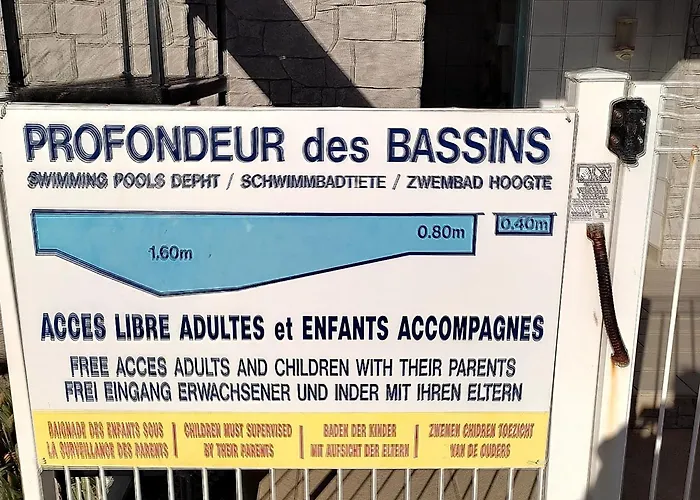 PROFONDEUR des BASSINS
SWIMMING POOLS DEPHT / SCHWIMMBADTIETE / ZWEMBAD HOOGTE
1.60m
0.80m
0.40m
ACCES LIBRE ADULTES et ENFANTS ACCOMPAGNES
FREE ACCES ADULTS AND CHILDREN WITH THEIR PARENTS
FREI EINGANG ERWACHSENER UND INDER MIT IHREN ELTERN
BAIGNADE DES ENFANTS SOUS
LA SURVEILLANCE DES PARENTS
CHILDREN MUST SUPERVISED
BY THEIR PARENTS
BADEN DER KINDER
MIT AUFSICHT DER ELTERN
ZWEMEN CHIDREN TOEZICHT
VAN DE OUDERS